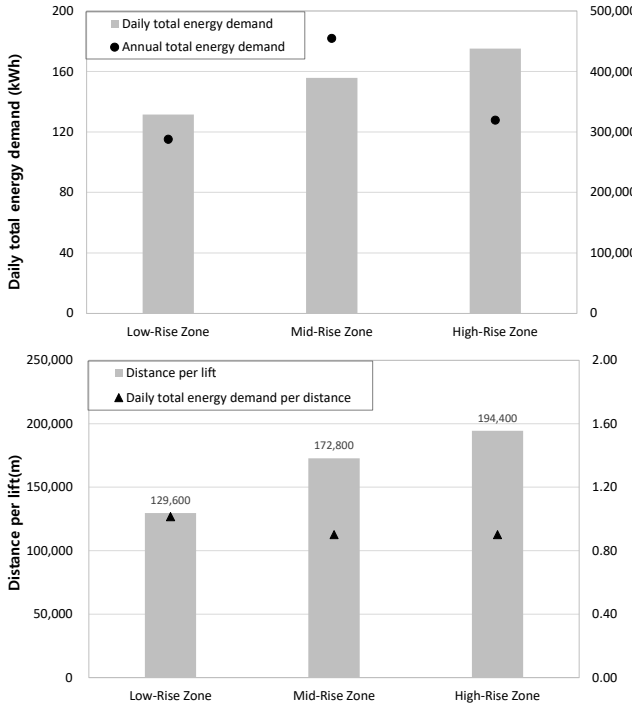 Daily total energy demand
Annual total energy demand
Daily total energy demand (kWh)
200
160
120
80
40
0
500,000
400,000
300,000
200,000
100,000
0
Low-Rise Zone
Mid-Rise Zone
High-Rise Zone
Distance per lift
Daily total energy demand per distance
Distance per lift(m)
250,000
200,000
150,000
100,000
50,000
0
129,600
172,800
194,400
2.00
1.60
1.20
0.80
0.40
0.00
Low-Rise Zone
Mid-Rise Zone
High-Rise Zone